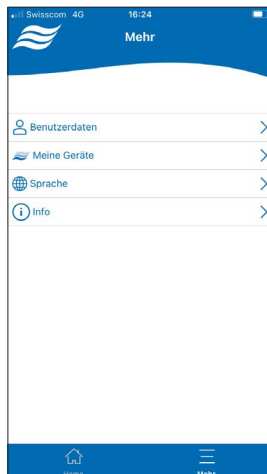 Swisscom 4G 16:24
Mehr
Benutzerdaten
Meine Geräte
Sprache
Info
Home Mehr